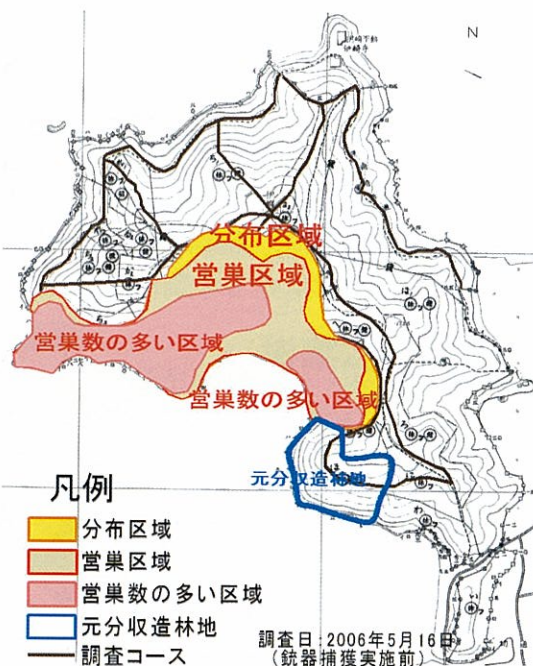 N
分布区域
営巣区域
営巣数の多い区域
営巣数の多い区域
元分収造林地
凡例
分布区域
営巣区域
営巣数の多い区域
元分収造林地
調査コース
調査日:2006年5月16日
(銃器捕獲実施前)